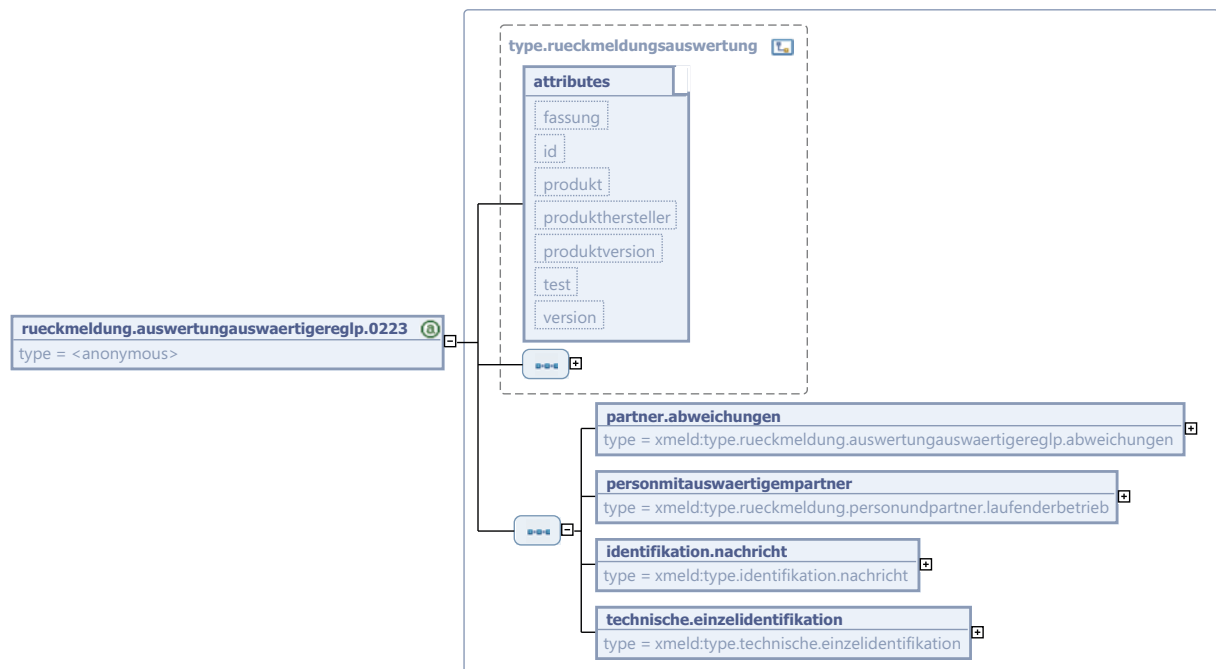 type.rueckmeldungsauswertung
attributes
fassung
id
produkt
produkthersteller
produktversion
test
version
rueckmeldung.auswertungauswaertigereglp.0223
type = <anonymous>
partner.abweichungen
type = xmeld:type.rueckmeldung.auswertungauswaertigereglp.abweichungen
personmitauswaertigempartner
type = xmeld:type.rueckmeldung.personundpartner.laufenderbetrieb
identifikation.nachricht
type = xmeld:type.identifikation.nachricht
technische.einzelidentifikation
type = xmeld:type.technische.einzelidentifikation